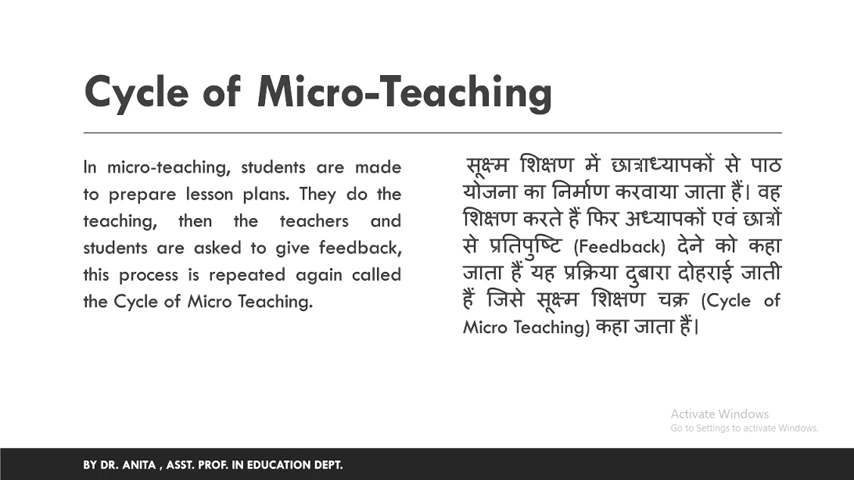 Cycle of Micro-Teaching
In micro-teaching, students are made
to prepare lesson plans. They do the
teaching, then the teachers and
students are asked to give feedback,
this process is repeated again called
the Cycle of Micro Teaching.
सूक्ष्म शिक्षण में छात्राध्यापकों से पाठ
योजना का निर्माण करवाया जाता हैं। वह
शिक्षण करते हैं फिर अध्यापकों एवं छात्रों
से प्रतिपुष्टि (Feedback) देने को कहा
जाता हैं यह प्रक्रिया दुबारा दोहराई जाती
हैं जिसे सूक्ष्म शिक्षण चक्र (Cycle of
Micro Teaching) कहा जाता हैं।
Activate Windows
Go to Settings to activate Windows.
BY DR. ANITA , ASST. PROF. IN EDUCATION DEPT.